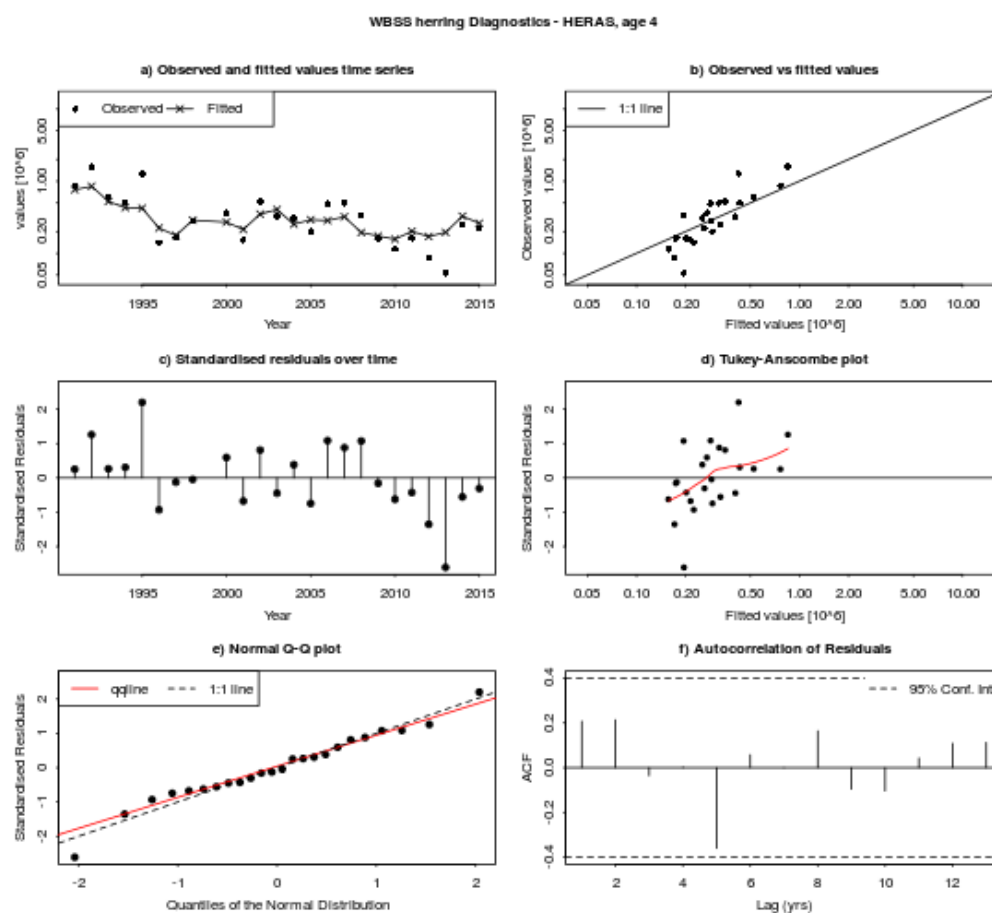 WBSS herring Diagnostics - HERAS, age 4
a) Observed and fitted values time series
Observed Fitted
values [10^6]
0.05 0.20 1.00 5.00
1995 2000 2005 2010 2015
Year
b) Observed vs fitted values
1:1 line
Observed values [10^6]
0.05 0.20 1.00 5.00
0.05 0.10 0.20 0.50 1.00 2.00 5.00 10.00
Fitted values [10^6]
c) Standardised residuals over time
Standardised Residuals
-2 -1 0 1 2
1995 2000 2005 2010 2015
Year
d) Tukey-Anscombe plot
Standardised Residuals
-2 -1 0 1 2
0.05 0.10 0.20 0.50 1.00 2.00 5.00 10.00
Fitted values [10^6]
e) Normal Q-Q plot
qqline 1:1 line
Standardised Residuals
-2 -1 0 1 2
-2 -1 0 1 2
Quantiles of the Normal Distribution
f) Autocorrelation of Residuals
95% Conf. Int
ACF
-0.4 -0.2 0.0 0.2 0.4
2 4 6 8 10 12
Lag (yrs)